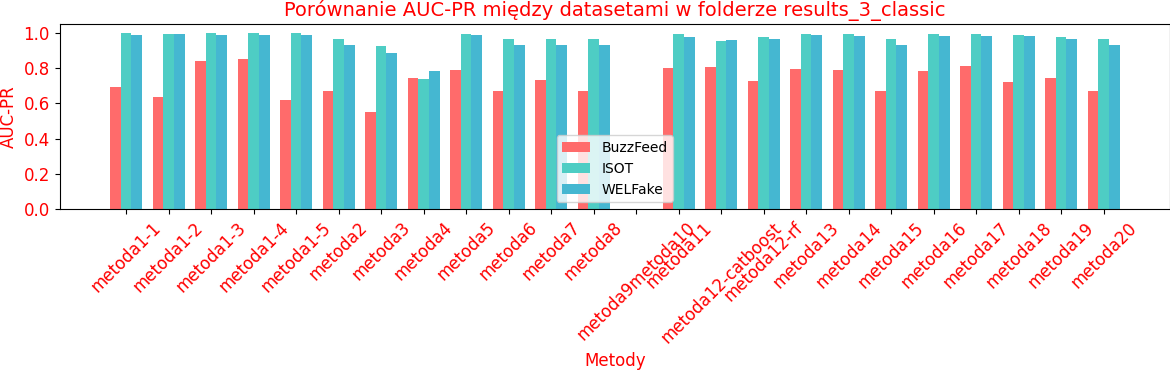 Porównanie AUC-PR między datasetami w folderze results_3_classic
AUC-PR
1.0
0.8
0.6
0.4
0.2
0.0
BuzzFeed
ISOT
WELFake
metoda1-1
metoda1-2
metoda1-3
metoda1-4
metoda1-5
metoda2
metoda3
metoda4
metoda5
metoda6
metoda7
metoda8
metoda9metoda10
metoda11
metoda12-catboost
metoda12-rf
metoda13
metoda14
metoda15
metoda16
metoda17
metoda18
metoda19
metoda20
Metody